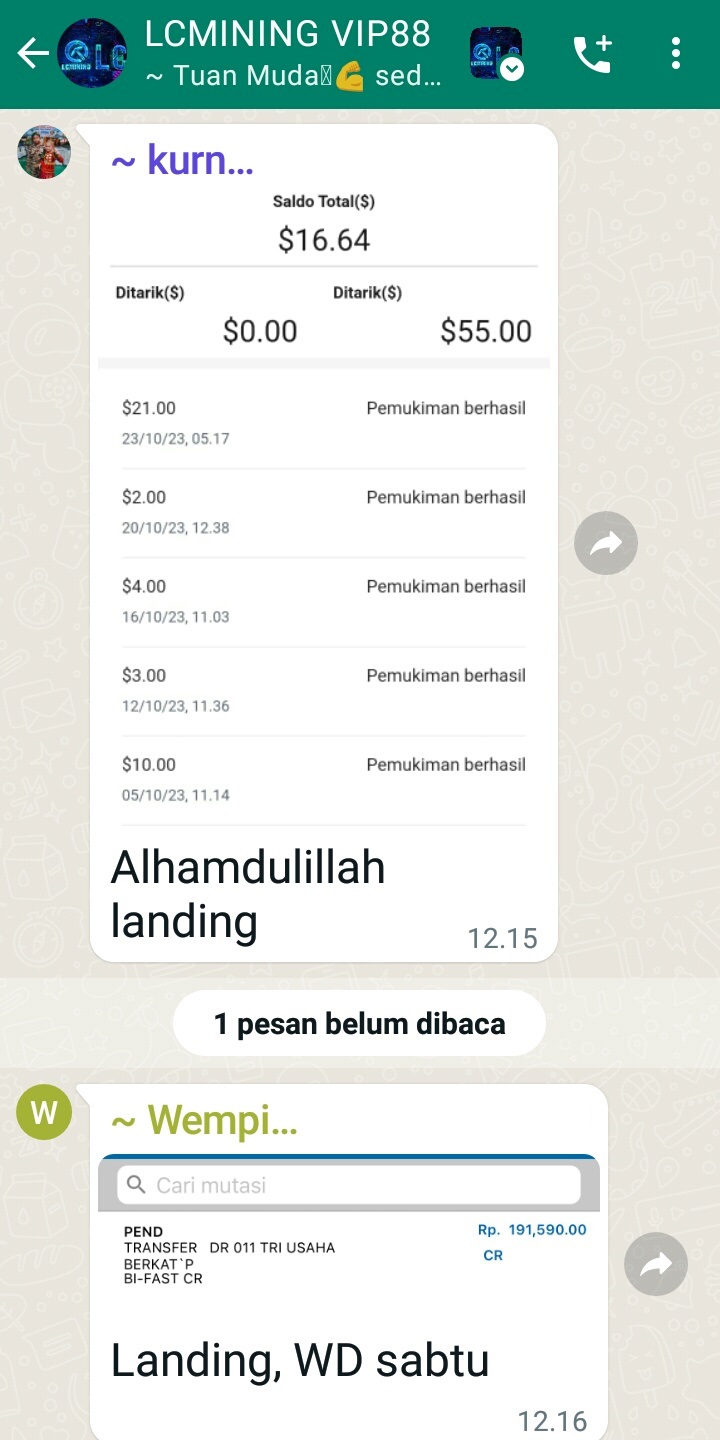 LCMINING VIP88
~ Tuan Muda💪 sed...
~ kurn...
Saldo Total($)
$16.64
Ditarik($) Ditarik($)
$0.00 $55.00
$21.00 Pemukiman berhasil
23/10/23, 05.17
$2.00 Pemukiman berhasil
20/10/23, 12.38
$4.00 Pemukiman berhasil
16/10/23, 11.03
$3.00 Pemukiman berhasil
12/10/23, 11.36
$10.00 Pemukiman berhasil
05/10/23, 11.14
Alhamdulillah
landing
12.15
1 pesan belum dibaca
W
~ Wempi...
Cari mutasi
PEND Rp. 191,590.00
TRANSFER DR 011 TRI USAHA CR
BERKAT`P
BI-FAST CR
Landing, WD sabtu
12.16